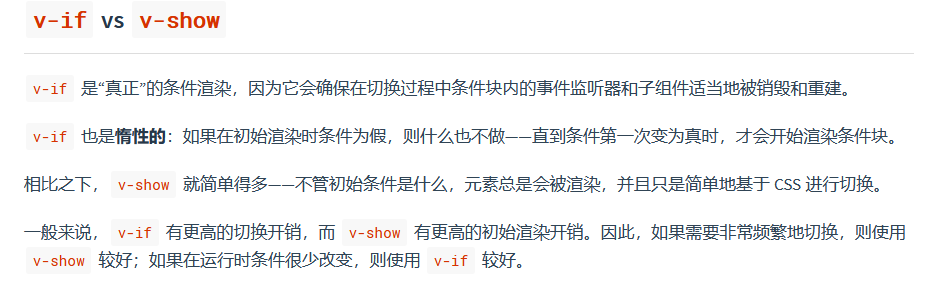 v-if vs v-show
v-if 是“真正”的条件渲染，因为它会确保在切换过程中条件块内的事件监听器和子组件适当地被销毁和重建。
v-if 也是惰性的：如果在初始渲染时条件为假，则什么也不做——直到条件第一次变为真时，才会开始渲染条件块。
相比之下，v-show 就简单得多——不管初始条件是什么，元素总是会被渲染，并且只是简单地基于 CSS 进行切换。
一般来说，v-if 有更高的切换开销，而 v-show 有更高的初始渲染开销。因此，如果需要非常频繁地切换，则使用
v-show 较好；如果在运行时条件很少改变，则使用 v-if 较好。